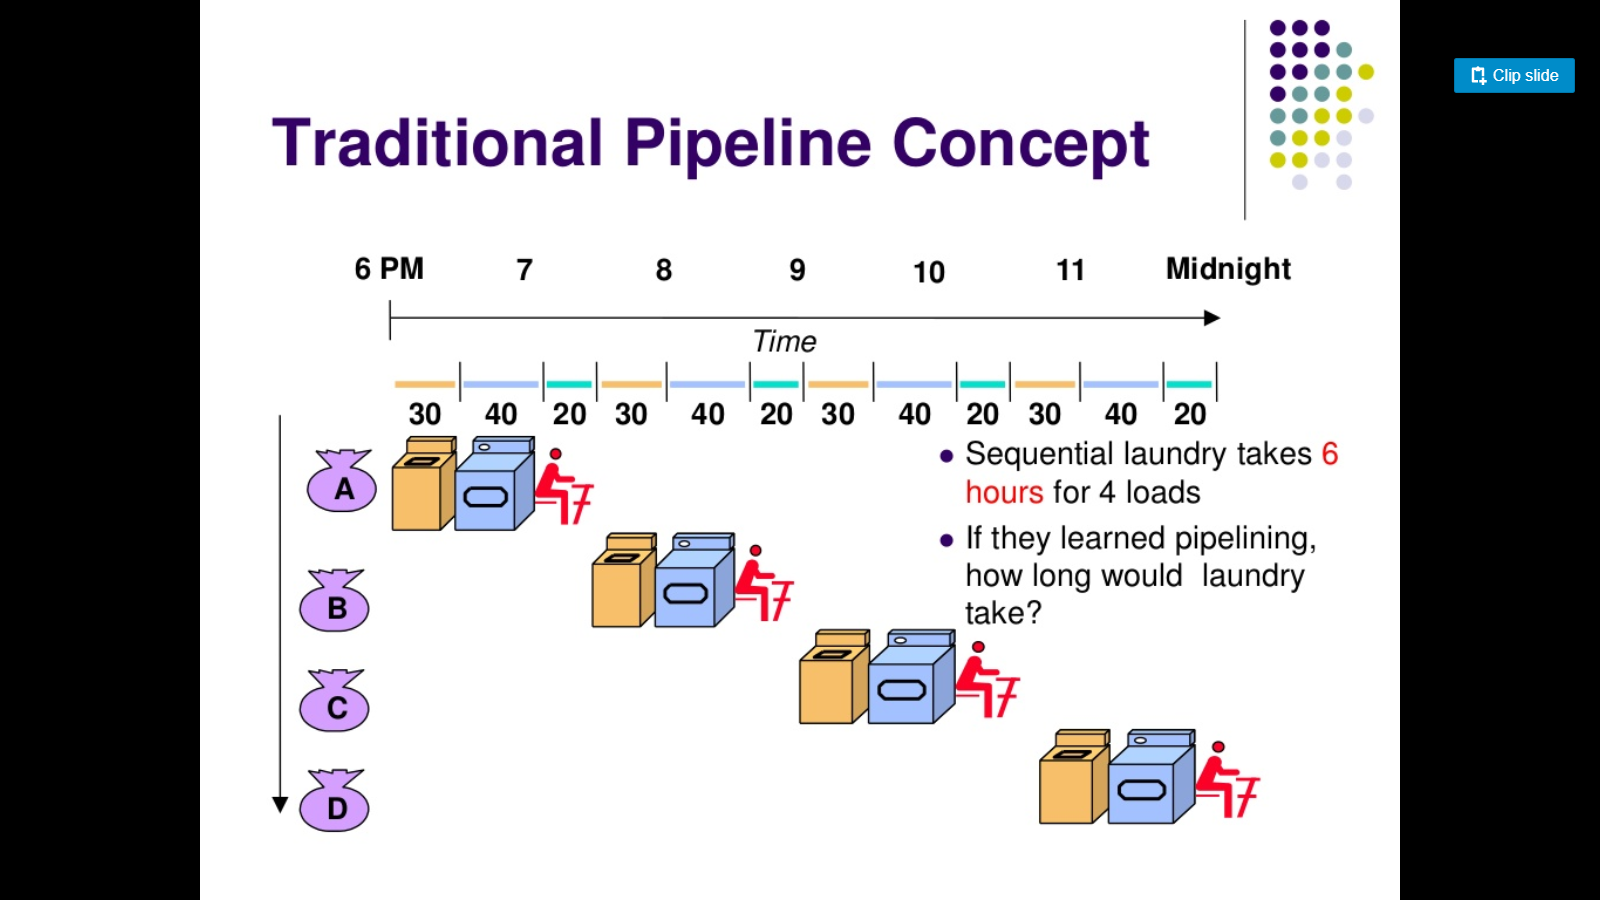 Clip slide
Traditional Pipeline Concept
6 PM 7 8 9 10 11 Midnight
Time
30 40 20 30 40 20 30 40 20 30 40 20
A
B
C
D
● Sequential laundry takes 6
hours for 4 loads
● If they learned pipelining,
how long would laundry
take?